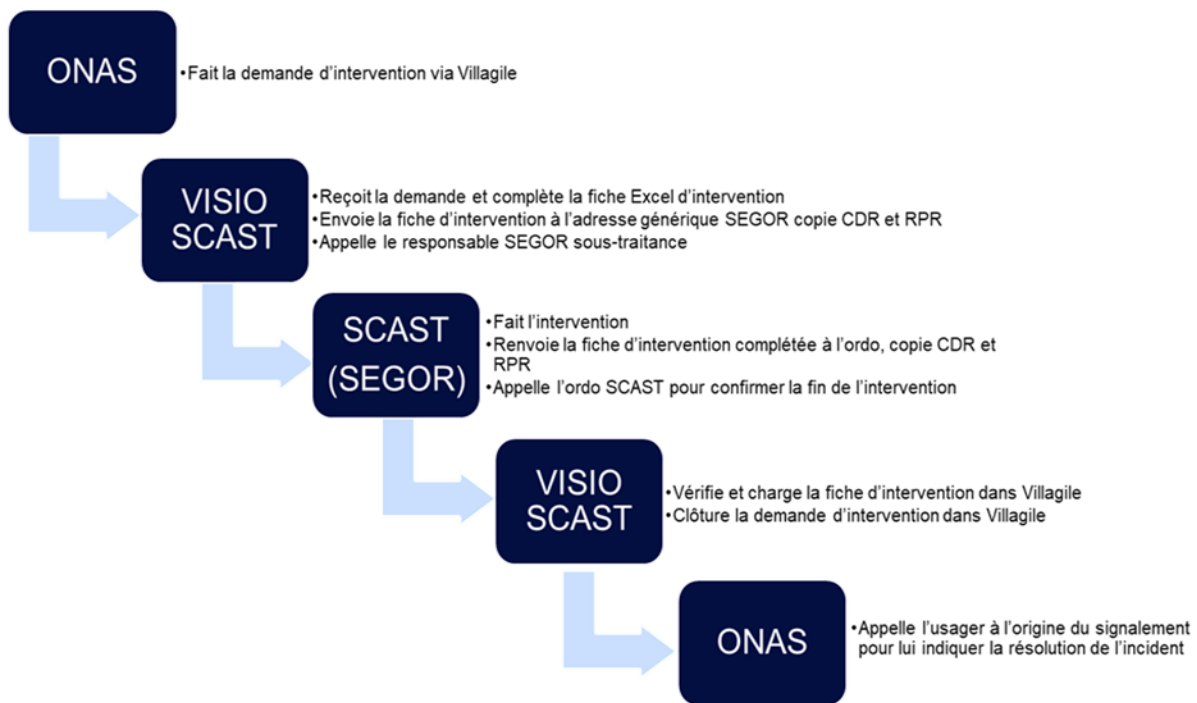 ONAS
•Fait la demande d’intervention via Villagile
VISIO
SCAST
•Reçoit la demande et complète la fiche Excel d’intervention
•Envoie la fiche d’intervention à l’adresse générique SEGOR copie CDR et RPR
•Appelle le responsable SEGOR sous-traitance
SCAST
(SEGOR)
•Fait l’intervention
•Renvoie la fiche d’intervention complétée à l’ordo, copie CDR et
RPR
•Appelle l’ordo SCAST pour confirmer la fin de l’intervention
VISIO
SCAST
•Vérifie et charge la fiche d’intervention dans Villagile
•Clôture la demande d’intervention dans Villagile
ONAS
•Appelle l’usager à l’origine du signalement
pour lui indiquer la résolution de l’incident